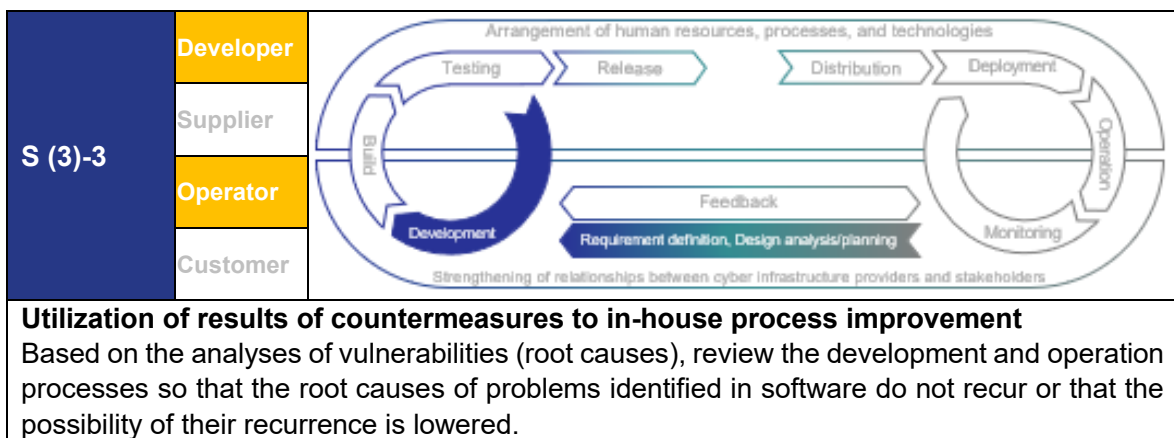 S (3)-3
Developer
Supplier
Operator
Customer
Arrangement of human resources, processes, and technologies
Testing
Release
Distribution
Deployment
Build
Operation
Feedback
Development
Requirement definition, Design analysis/planning
Monitoring
Strengthening of relationships between cyber infrastructure providers and stakeholders
Utilization of results of countermeasures to in-house process improvement
Based on the analyses of vulnerabilities (root causes), review the development and operation
processes so that the root causes of problems identified in software do not recur or that the
possibility of their recurrence is lowered.